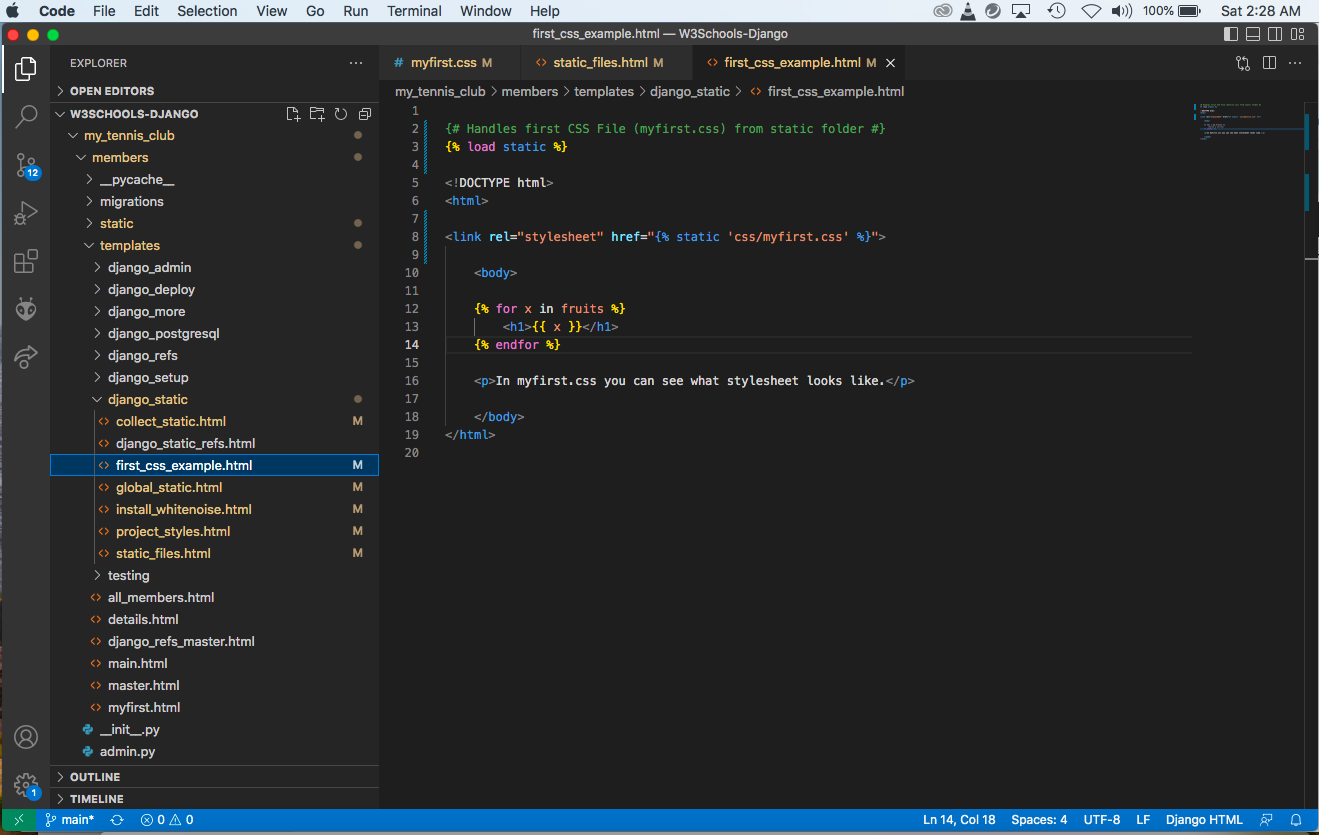 Code File Edit Selection View Go Run Terminal Window Help 100% Sat 2:28 AM
first_css_example.html — W3Schools-Django
EXPLORER
OPEN EDITORS
W3SCHOOLS-DJANGO
my_tennis_club
members
__pycache__
migrations
static
templates
django_admin
django_deploy
django_more
django_postgresql
django_refs
django_setup
django_static
collect_static.html M
django_static_refs.html
first_css_example.html M
global_static.html M
install_whitenoise.html M
project_styles.html M
static_files.html M
testing
all_members.html
details.html
django_refs_master.html
main.html
master.html
myfirst.html
__init__.py
admin.py
OUTLINE
TIMELINE
12
1
# myfirst.css M static_files.html M first_css_example.html M
my_tennis_club > members > templates > django_static > first_css_example.html
1
2 {# Handles first CSS File (myfirst.css) from static folder #}
3 {% load static %}
4
5 <!DOCTYPE html>
6 <html>
7
8 <link rel="stylesheet" href="{% static 'css/myfirst.css' %}">
9
10 <body>
11
12 {% for x in fruits %}
13 <h1>{{ x }}</h1>
14 {% endfor %}
15
16 <p>In myfirst.css you can see what stylesheet looks like.</p>
17
18 </body>
19 </html>
20
main* 0 0 Ln 14, Col 18 Spaces: 4 UTF-8 LF Django HTML